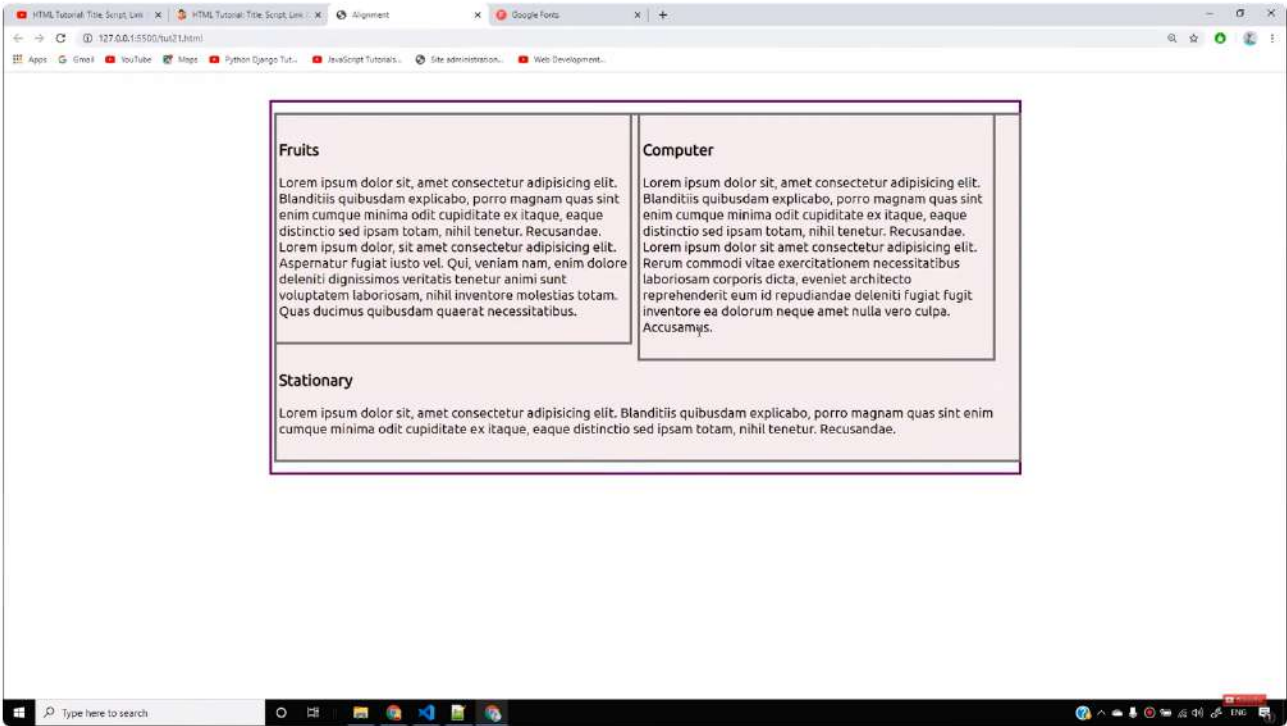 HTML Tutorial: Title, Script, Link
HTML Tutorial: Title, Script, Link
Alignment
Google Fonts
127.0.0.1:5500/tut21.html
Apps Gmail YouTube Maps Python Django Tut... JavaScript Tutorials... Site administration... Web Development...
Fruits
Lorem ipsum dolor sit, amet consectetur adipisicing elit.
Blanditiis quibusdam explicabo, porro magnam quas sint
enim cumque minima odit cupiditate ex itaque, eaque
distinctio sed ipsam totam, nihil tenetur. Recusandae.
Lorem ipsum dolor, sit amet consectetur adipisicing elit.
Aspernatur fugiat iusto vel. Qui, veniam nam, enim dolore
deleniti dignissimos veritatis tenetur animi sunt
voluptatem laboriosam, nihil inventore molestias totam.
Quas ducimus quibusdam quaerat necessitatibus.
Computer
Lorem ipsum dolor sit, amet consectetur adipisicing elit.
Blanditiis quibusdam explicabo, porro magnam quas sint
enim cumque minima odit cupiditate ex itaque, eaque
distinctio sed ipsam totam, nihil tenetur. Recusandae.
Lorem ipsum dolor sit amet consectetur adipisicing elit.
Rerum commodi vitae exercitationem necessitatibus
laboriosam corporis dicta, eveniet architecto
reprehenderit eum id repudiandae deleniti fugiat fugit
inventore ea dolorum neque amet nulla vero culpa.
Accusamus.
Stationary
Lorem ipsum dolor sit, amet consectetur adipisicing elit. Blanditiis quibusdam explicabo, porro magnam quas sint enim
cumque minima odit cupiditate ex itaque, eaque distinctio sed ipsam totam, nihil tenetur. Recusandae.
Type here to search
ENG